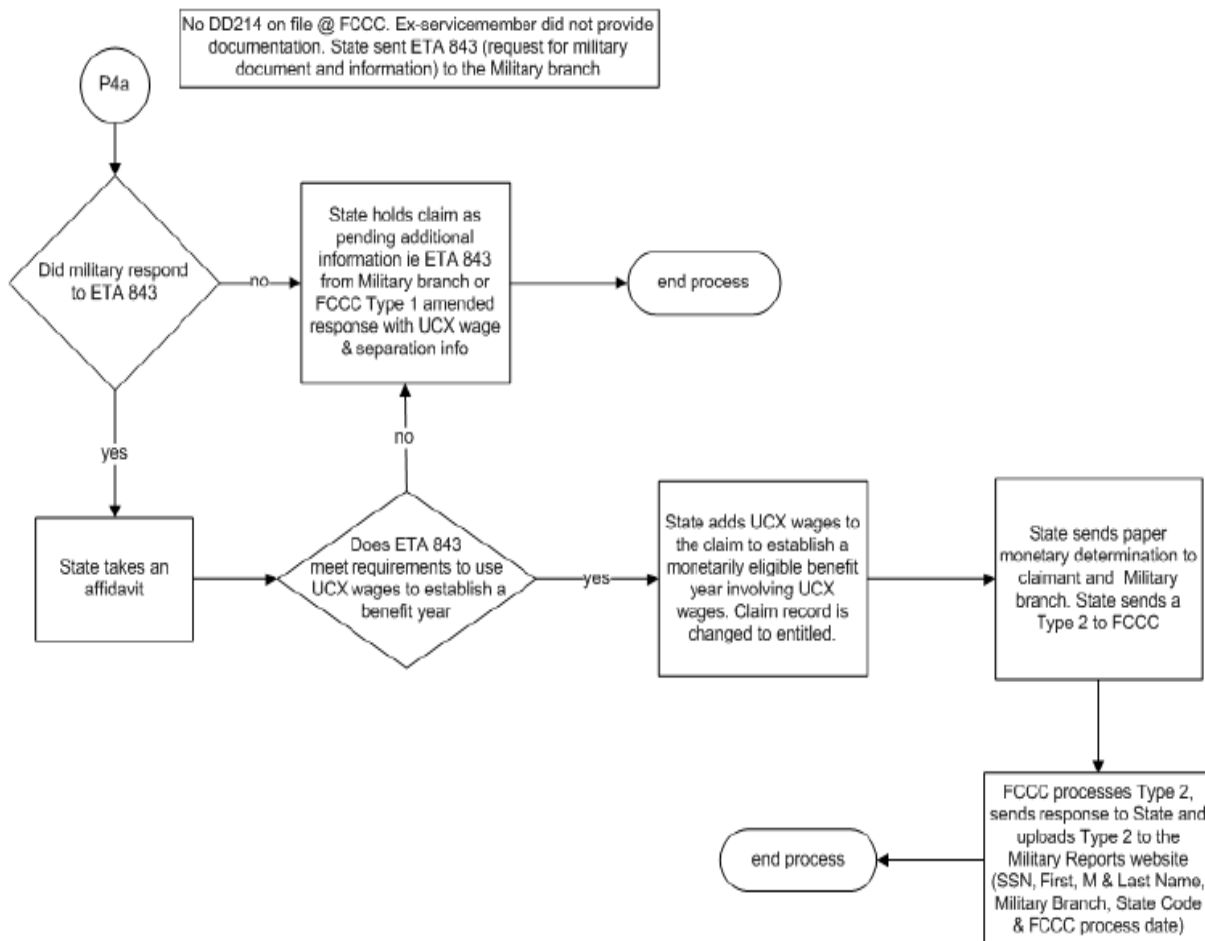 No DD214 on file @ FCCC. Ex-servicemember did not provide
documentation. State sent ETA 843 (request for military
document and information) to the Military branch
P4a
Did military respond
to ETA 843
no
State holds claim as
pending additional
information ie ETA 843
from Military branch or
FCCC Type 1 amended
response with UCX wage
& separation info
end process
yes
no
State takes an
affidavit
Does ETA 843
meet requirements to use
UCX wages to establish a
benefit year
yes
State adds UCX wages to
the claim to establish a
monetarily eligible benefit
year involving UCX
wages. Claim record is
changed to entitled.
State sends paper
monetary determination to
claimant and Military
branch. State sends a
Type 2 to FCCC
FCCC processes Type 2,
sends response to State and
uploads Type 2 to the
Military Reports website
(SSN, First, M & Last Name,
Military Branch, State Code
& FCCC process date)
end process